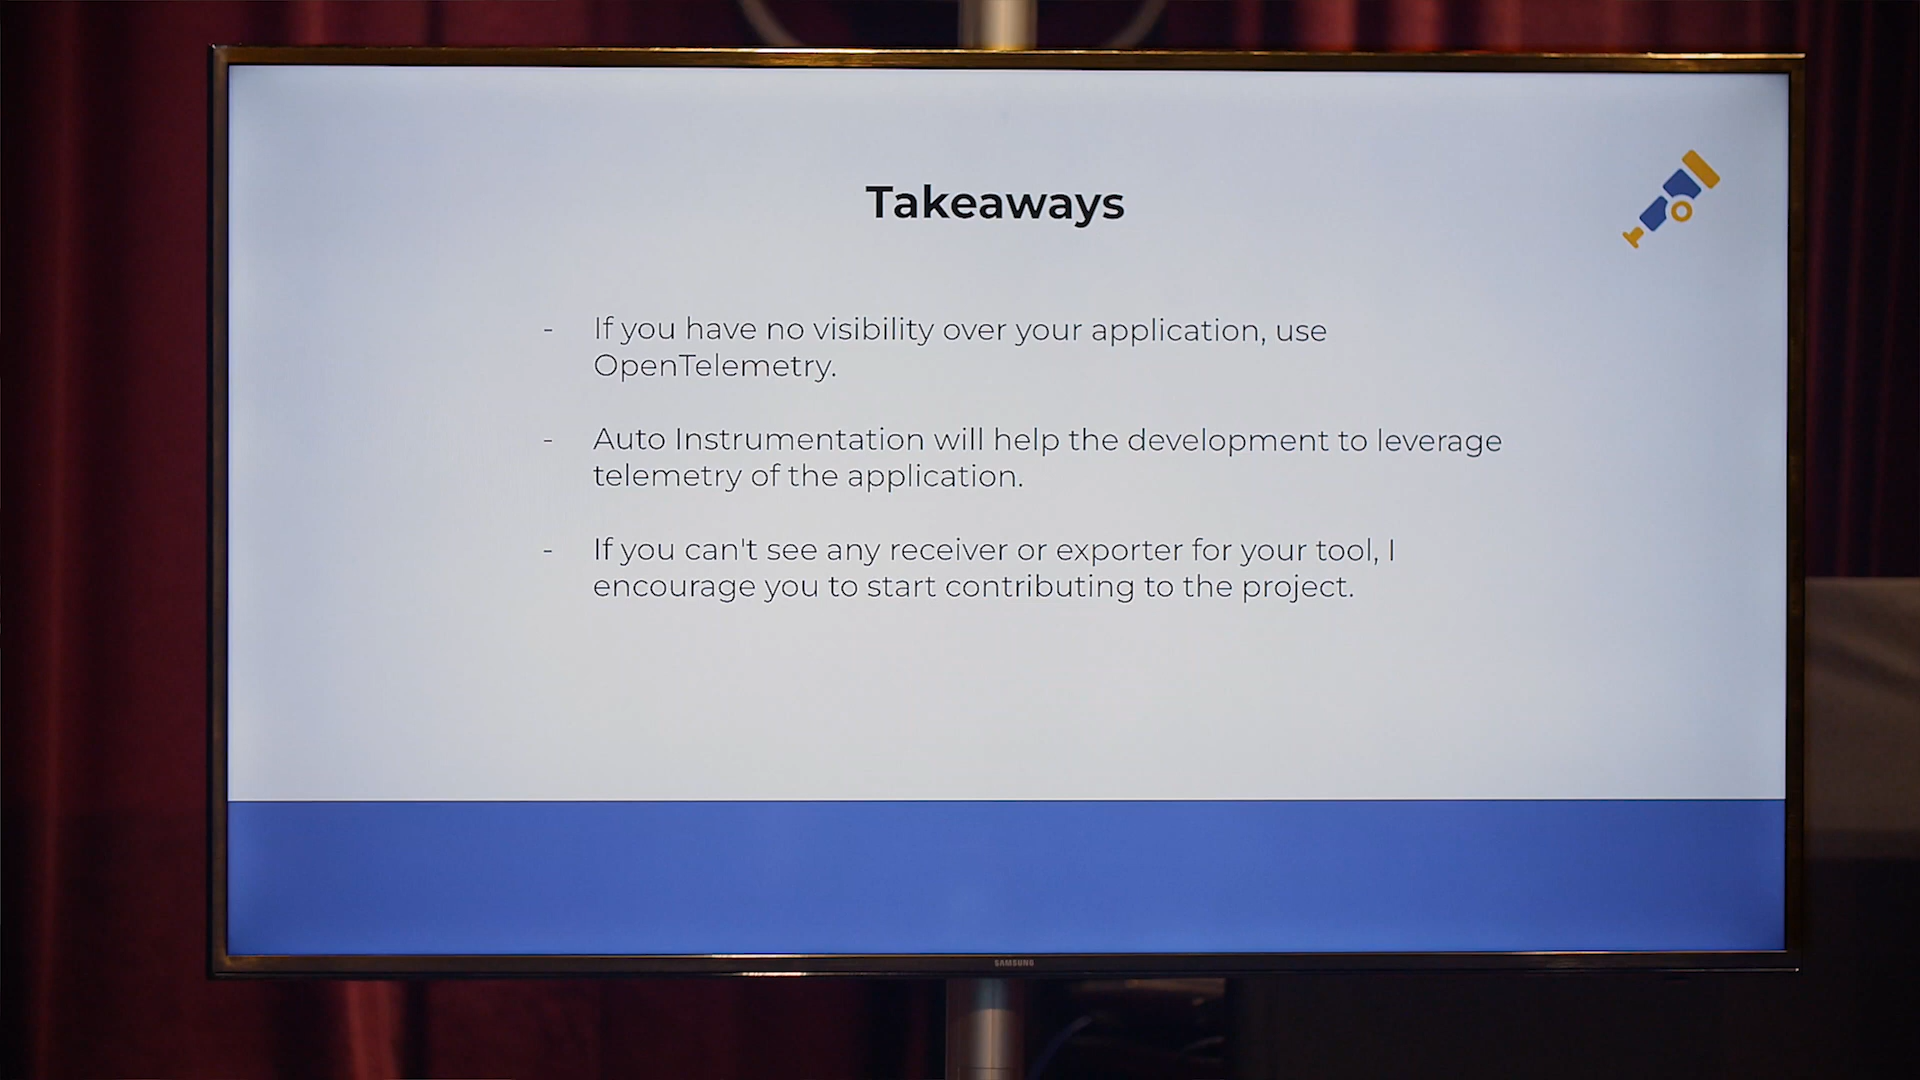 Takeaways
- If you have no visibility over your application, use
OpenTelemetry.
- Auto Instrumentation will help the development to leverage
telemetry of the application.
- If you can't see any receiver or exporter for your tool, I
encourage you to start contributing to the project.
SAMSUNG